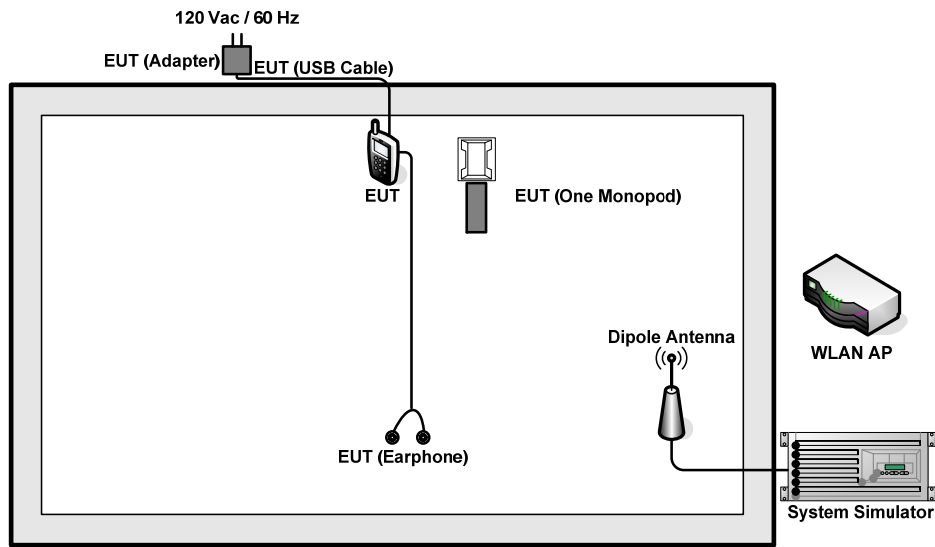 120 Vac / 60 Hz
EUT (Adapter)
EUT (USB Cable)
EUT
EUT (One Monopod)
Dipole Antenna
WLAN AP
EUT (Earphone)
System Simulator